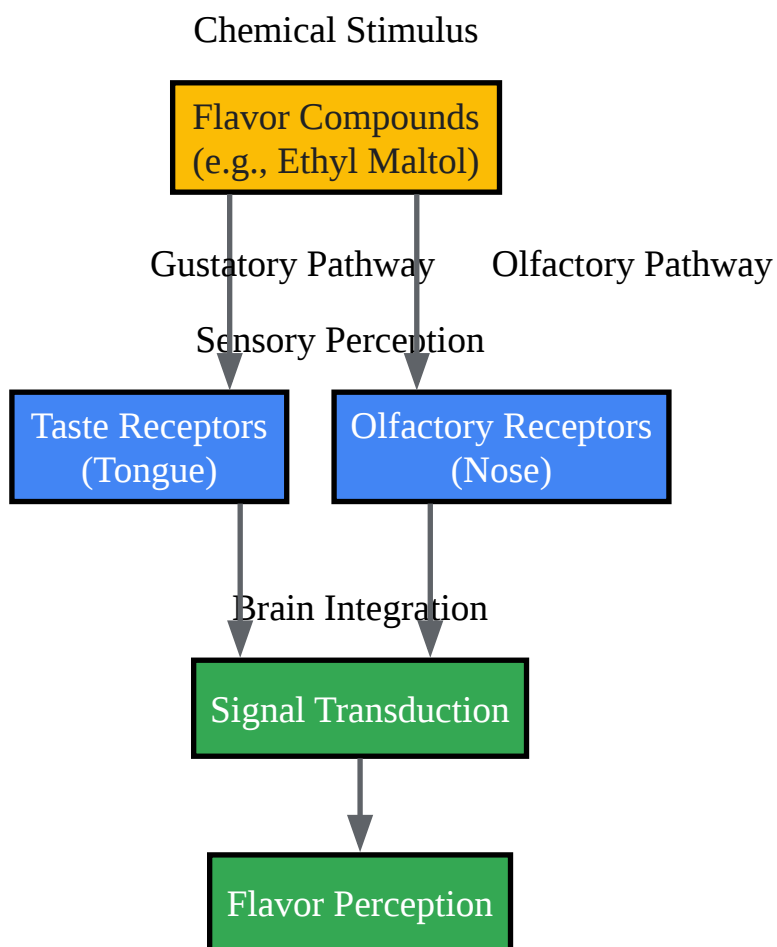 Chemical Stimulus
Flavor Compounds
(e.g., Ethyl Maltol)
Gustatory Pathway
Olfactory Pathway
Sensory Perception
Taste Receptors
(Tongue)
Olfactory Receptors
(Nose)
Brain Integration
Signal Transduction
Flavor Perception